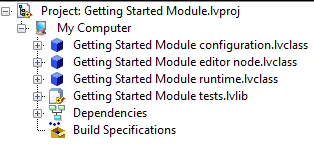 Project: Getting Started Module.lvproj
My Computer
Getting Started Module configuration.lvclass
Getting Started Module editor node.lvclass
Getting Started Module runtime.lvclass
Getting Started Module tests.lvlib
Dependencies
Build Specifications